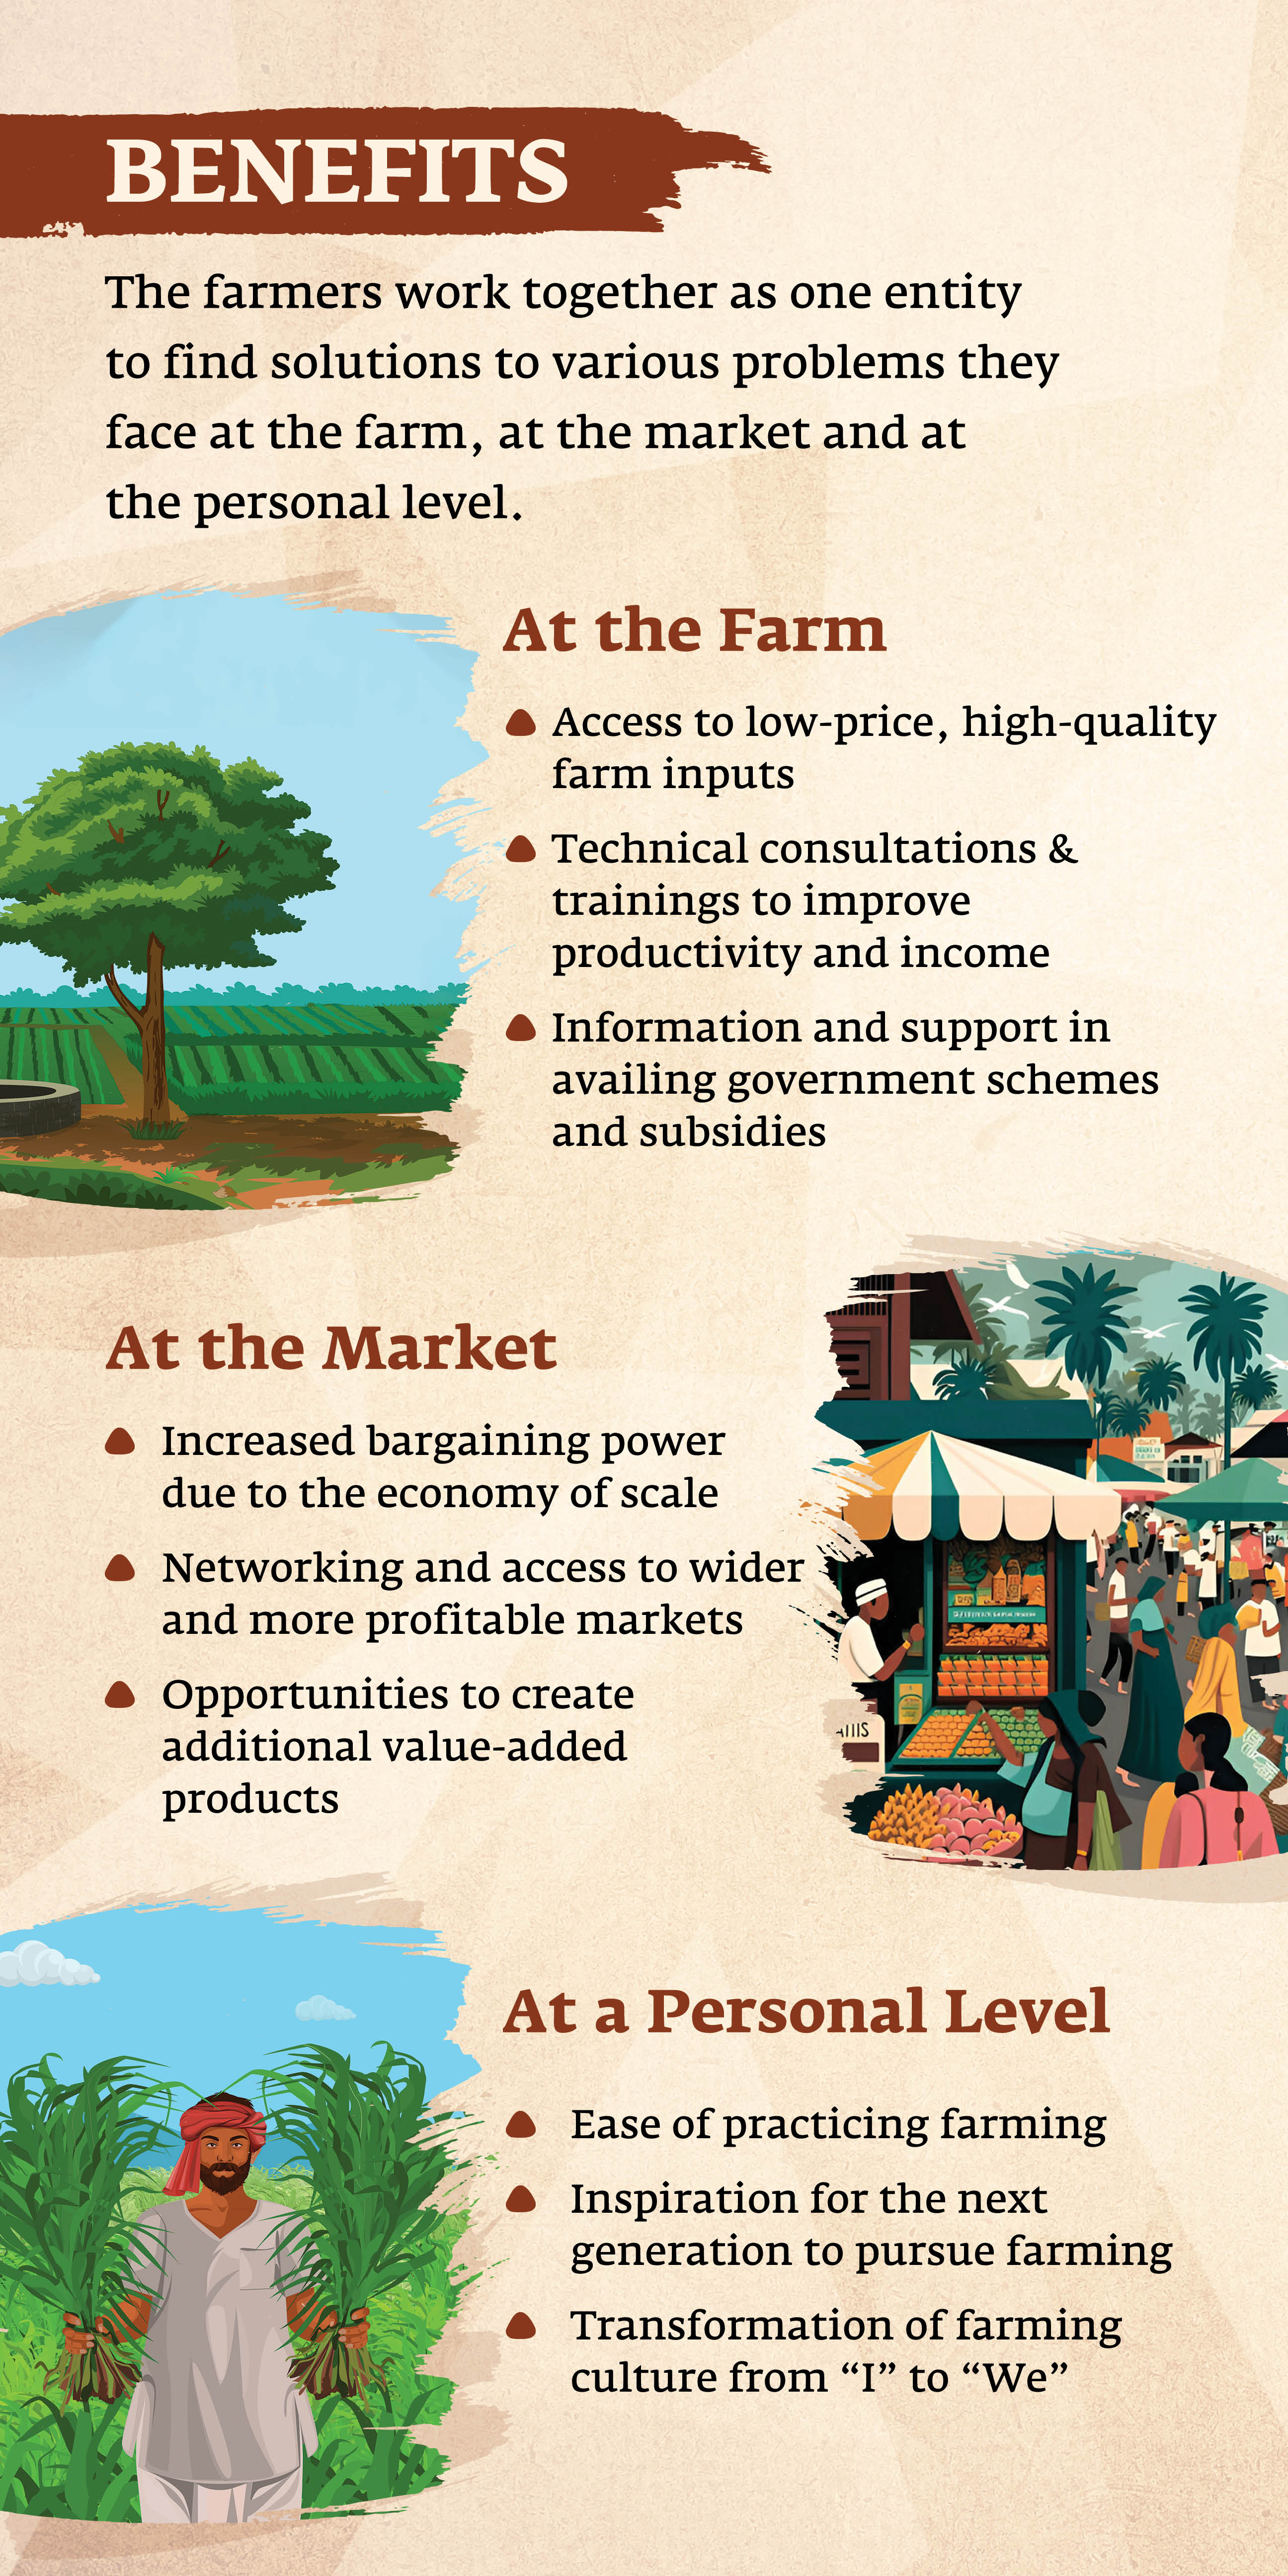 BENEFITS
The farmers work together as one entity
to find solutions to various problems they
face at the farm, at the market and at
the personal level.
At the Farm
Access to low-price, high-quality
farm inputs
Technical consultations &
trainings to improve
productivity and income
Information and support in
availing government schemes
and subsidies
At the Market
Increased bargaining power
due to the economy of scale
Networking and access to wider
and more profitable markets
Opportunities to create
additional value-added
products
At a Personal Level
Ease of practicing farming
Inspiration for the next
generation to pursue farming
Transformation of farming
culture from “I” to “We”